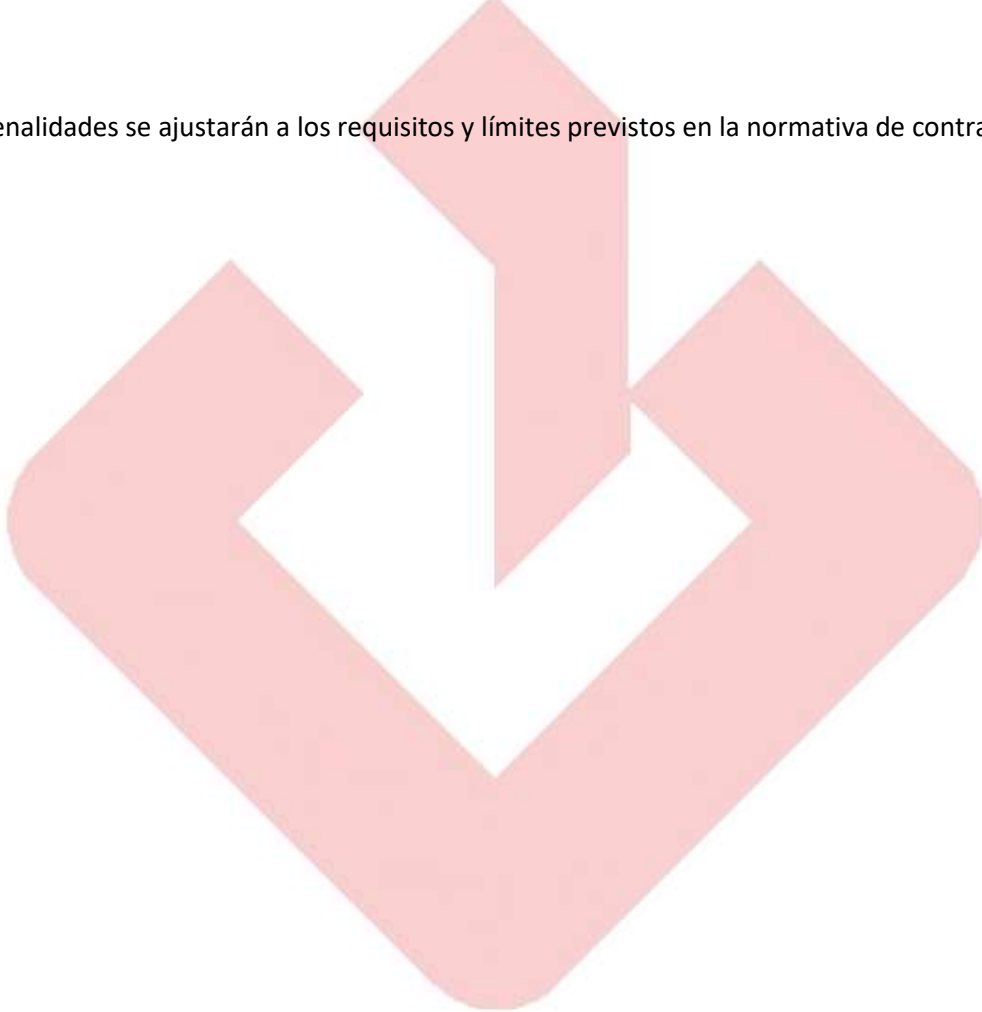 enalidades se ajustarán a los requisitos y límites previstos en la normativa de contra